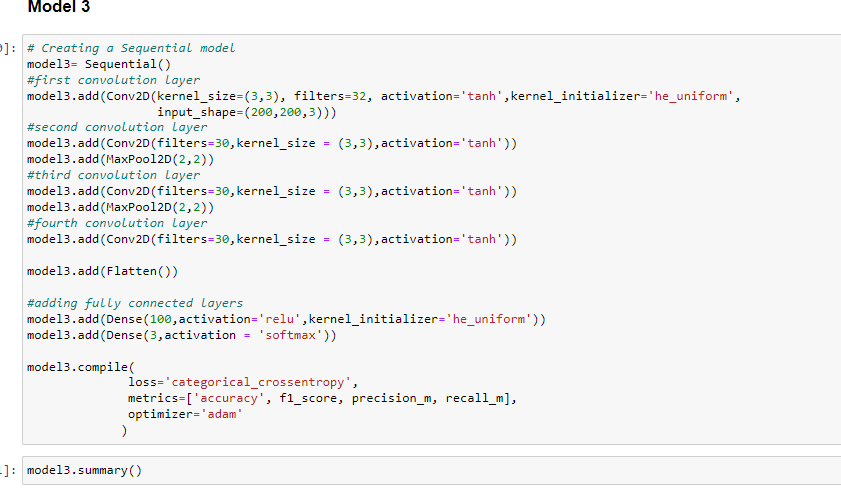 Model 3
]: # Creating a Sequential model
model3= Sequential()
#first convolution layer
model3.add(Conv2D(kernel_size=(3,3), filters=32, activation='tanh',kernel_initializer='he_uniform',
input_shape=(200,200,3)))
#second convolution layer
model3.add(Conv2D(filters=30,kernel_size = (3,3),activation='tanh'))
model3.add(MaxPool2D(2,2))
#third convolution layer
model3.add(Conv2D(filters=30,kernel_size = (3,3),activation='tanh'))
model3.add(MaxPool2D(2,2))
#fourth convolution layer
model3.add(Conv2D(filters=30,kernel_size = (3,3),activation='tanh'))
model3.add(Flatten())
#adding fully connected layers
model3.add(Dense(100,activation='relu',kernel_initializer='he_uniform'))
model3.add(Dense(3,activation = 'softmax'))
model3.compile(
loss='categorical_crossentropy',
metrics=['accuracy', f1_score, precision_m, recall_m],
optimizer='adam'
)
]: model3.summary()